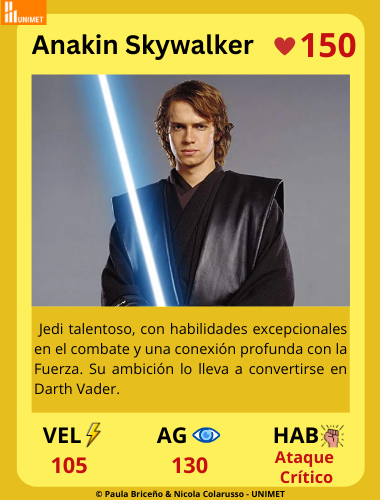 UNIMET
Anakin Skywalker 150
Jedi talentoso, con habilidades excepcionales
en el combate y una conexión profunda con la
Fuerza. Su ambición lo lleva a convertirse en
Darth Vader.
VEL AG HAB
105 130 Ataque
Crítico
© Paula Briceño & Nicola Colarusso - UNIMET